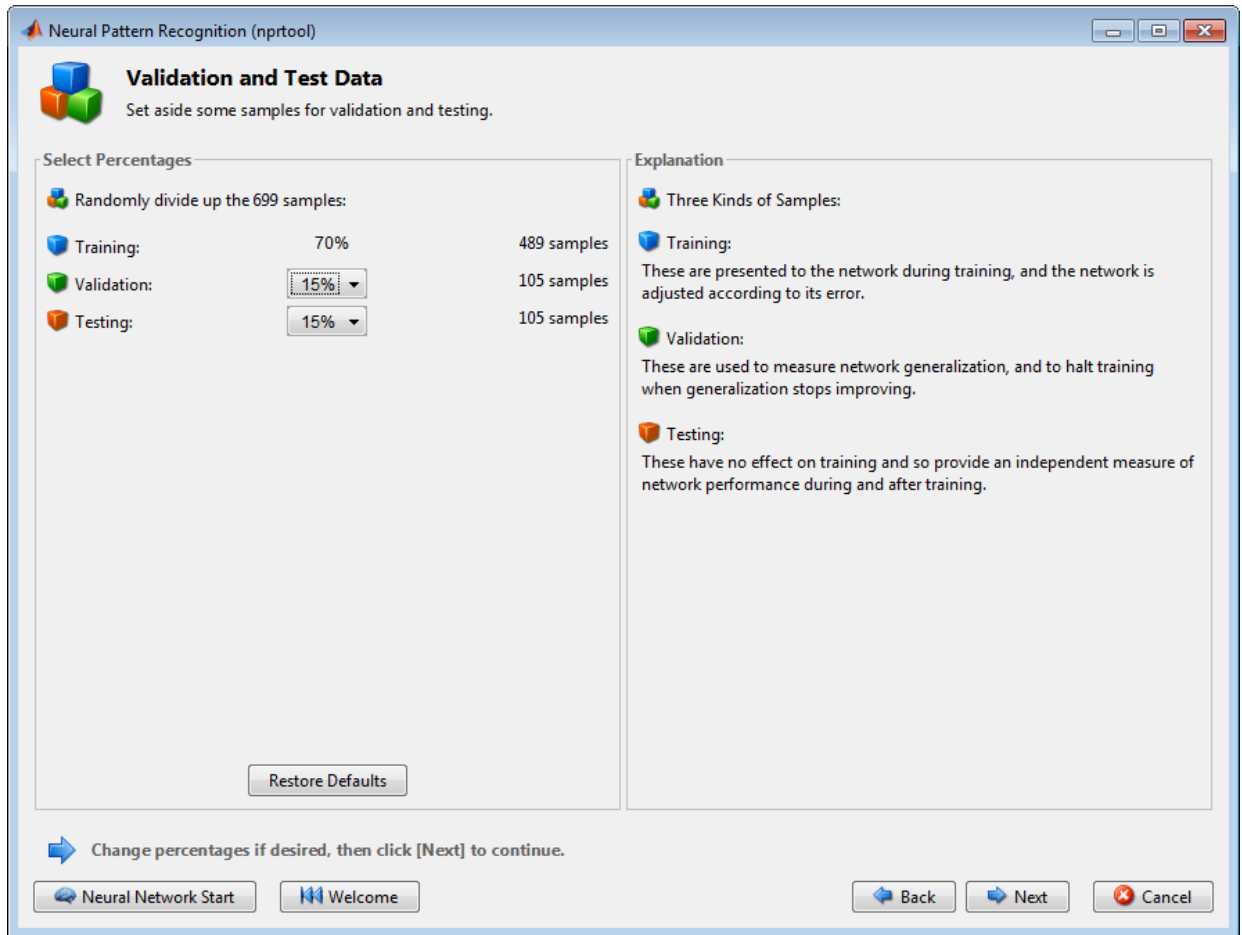 Neural Pattern Recognition (nprtool)
Validation and Test Data
Set aside some samples for validation and testing.
Select Percentages
Randomly divide up the 699 samples:
Training: 70% 489 samples
Validation: 15% 105 samples
Testing: 15% 105 samples
Restore Defaults
Explanation
Three Kinds of Samples:
Training:
These are presented to the network during training, and the network is
adjusted according to its error.
Validation:
These are used to measure network generalization, and to halt training
when generalization stops improving.
Testing:
These have no effect on training and so provide an independent measure of
network performance during and after training.
Change percentages if desired, then click [Next] to continue.
Neural Network Start Welcome Back Next Cancel